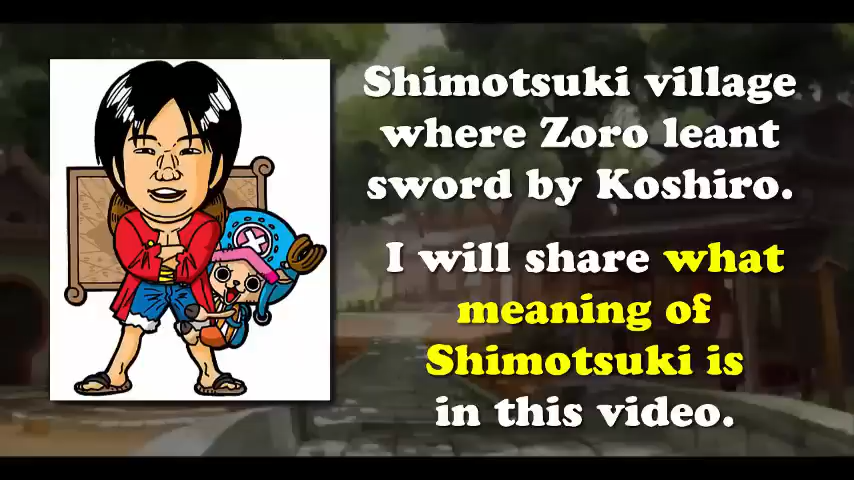 Shimotsuki village
where Zoro leant
sword by Koshiro.
I will share what
meaning of
Shimotsuki is
in this video.